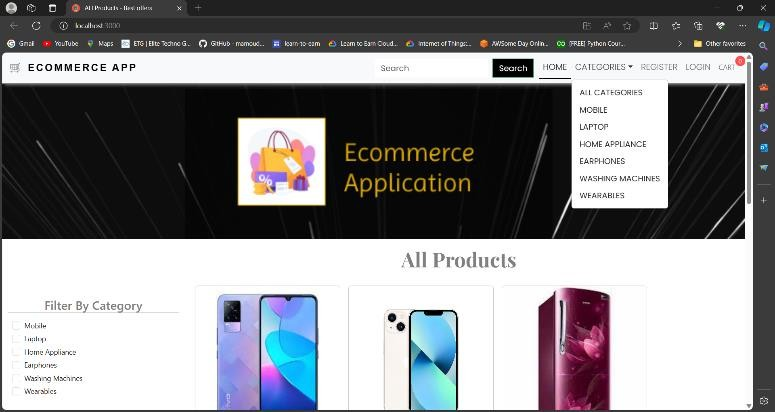 All Products - Best offers
localhost:3000
Gmail YouTube Maps ETG | Elite Techno G... GitHub - mamoud... learn-to-earn Learn to Earn Cloud... Internet of Things:... AWSome Day Onlin... [FREE] Python Cour... Other favorites
ECOMMERCE APP Search Search HOME CATEGORIES REGISTER LOGIN CART 0
ALL CATEGORIES
MOBILE
LAPTOP
HOME APPLIANCE
EARPHONES
WASHING MACHINES
WEARABLES
%
Ecommerce
Application
All Products
Filter By Category
Mobile
Laptop
Home Appliance
Earphones
Washing Machines
Wearables